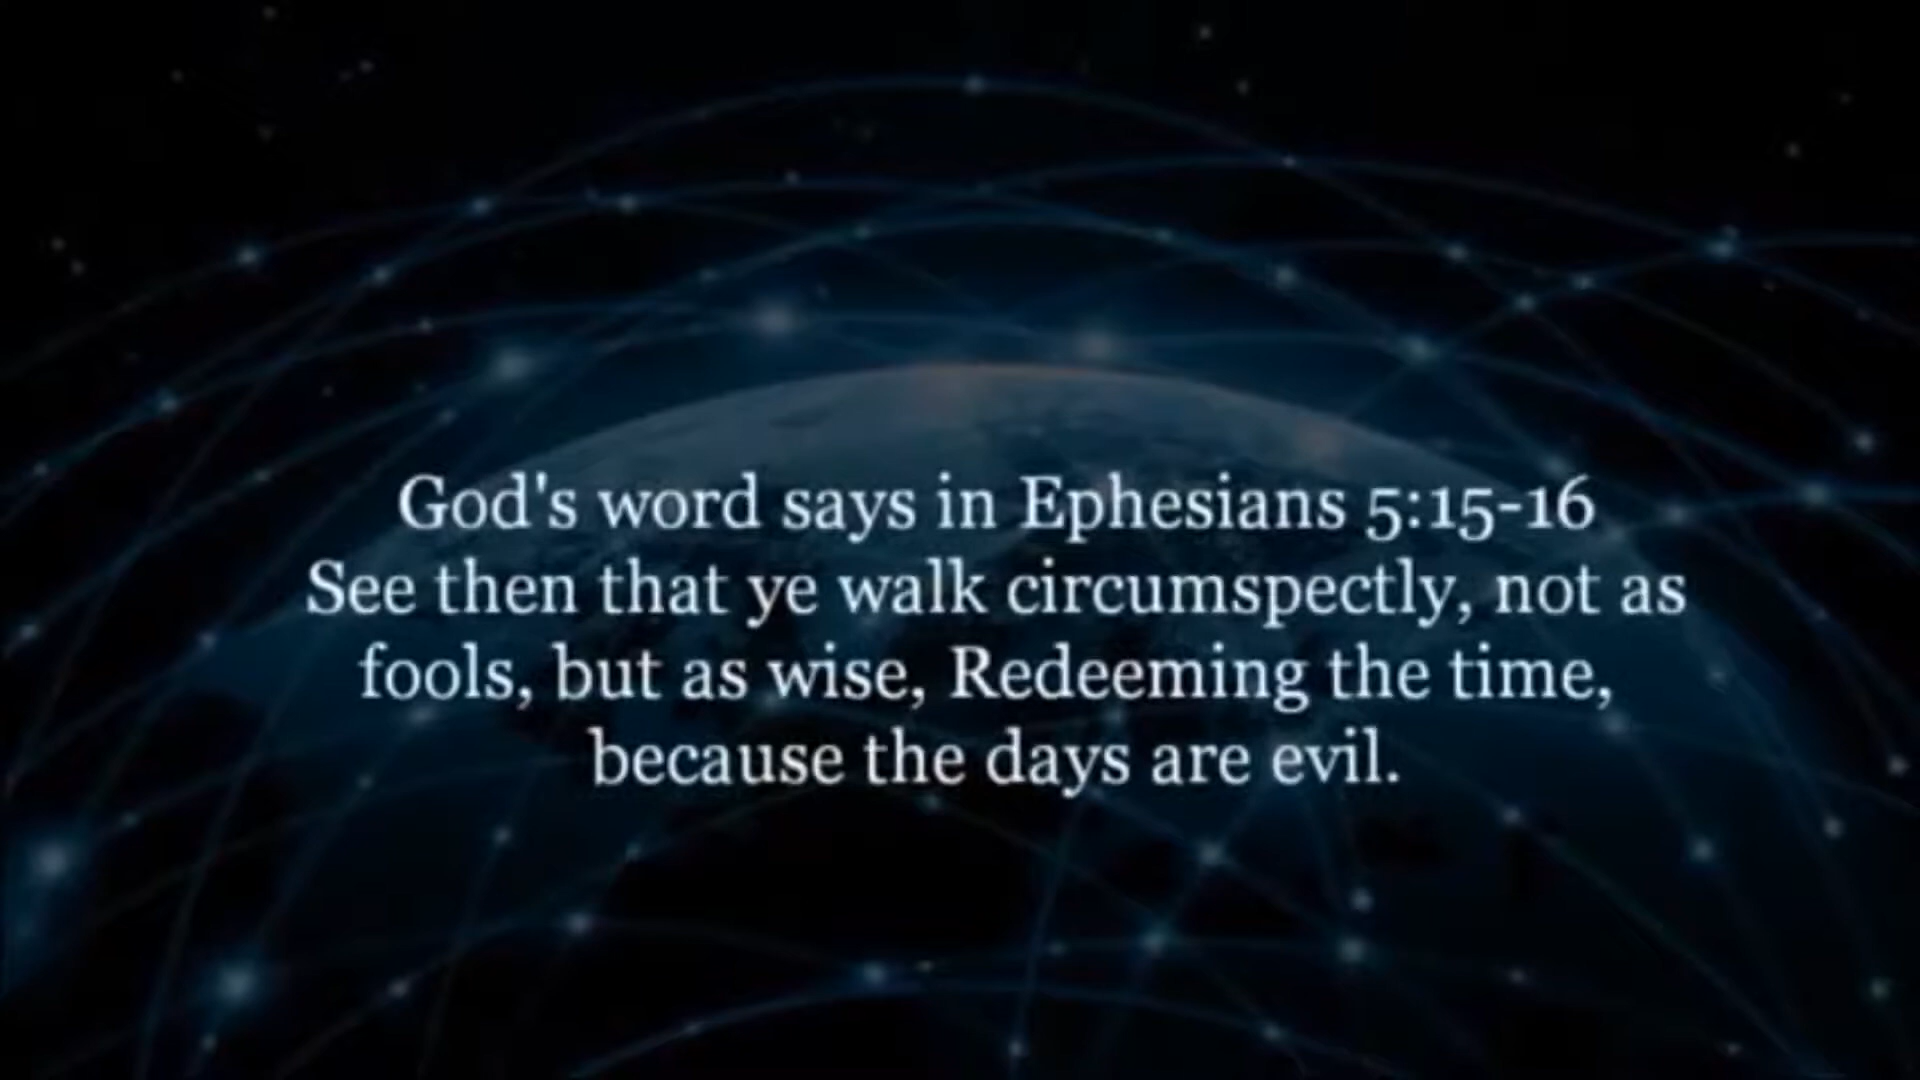 God's word says in Ephesians 5:15-16
See then that ye walk circumspectly, not as
fools, but as wise, Redeeming the time,
because the days are evil.